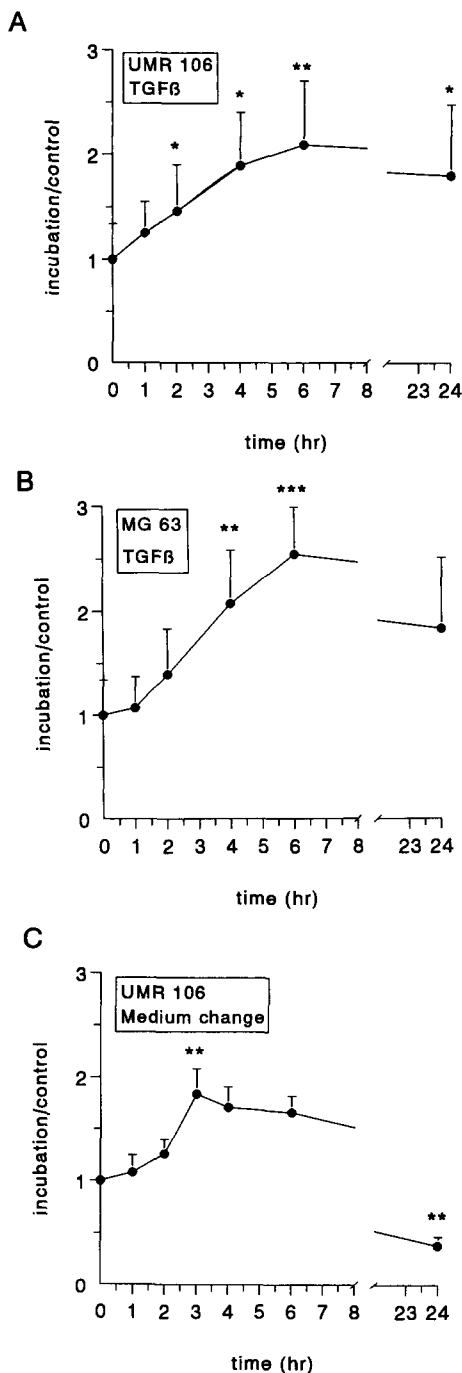 A
UMR 106
TGFß
*
*
**
*
3
2
1
0
incubation/control
0 1 2 3 4 5 6 7 8 23 24
time (hr)
B
MG 63
TGFß
**
***
3
2
1
0
incubation/control
0 1 2 3 4 5 6 7 8 23 24
time (hr)
C
UMR 106
Medium change
**
**
3
2
1
0
incubation/control
0 1 2 3 4 5 6 7 8 23 24
time (hr)